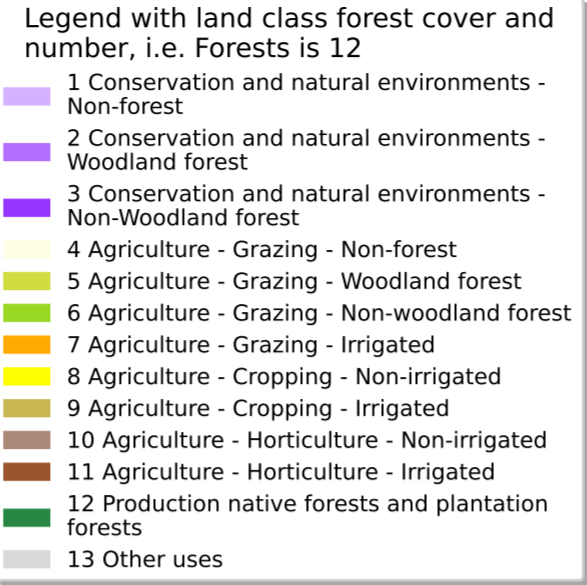 Legend with land class forest cover and
number, i.e. Forests is 12
1 Conservation and natural environments -
Non-forest
2 Conservation and natural environments -
Woodland forest
3 Conservation and natural environments -
Non-Woodland forest
4 Agriculture - Grazing - Non-forest
5 Agriculture - Grazing - Woodland forest
6 Agriculture - Grazing - Non-woodland forest
7 Agriculture - Grazing - Irrigated
8 Agriculture - Cropping - Non-irrigated
9 Agriculture - Cropping - Irrigated
10 Agriculture - Horticulture - Non-irrigated
11 Agriculture - Horticulture - Irrigated
12 Production native forests and plantation
forests
13 Other uses